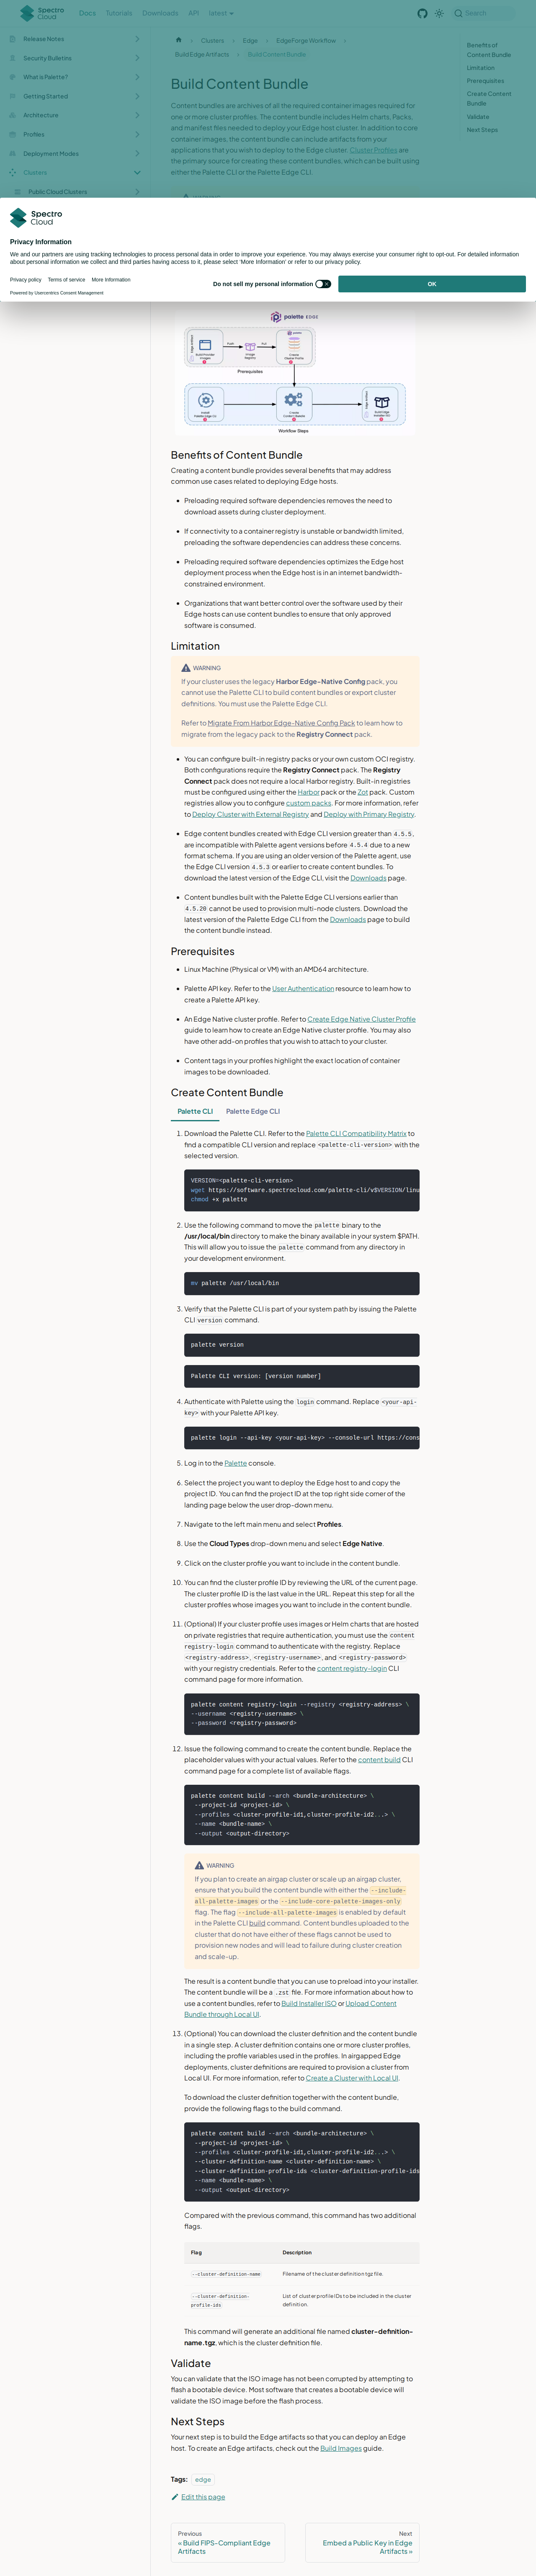 Spectro Cloud
Docs
Tutorials
Downloads
API
latest
Search
Release Notes
Security Bulletins
What is Palette?
Getting Started
Architecture
Profiles
Deployment Modes
Clusters
Public Cloud Clusters
Clusters
Edge
EdgeForge Workflow
Build Edge Artifacts
Build Content Bundle
Benefits of
Content Bundle
Limitation
Prerequisites
Create Content
Bundle
Validate
Next Steps
Build Content Bundle
Content bundles are archives of all the required container images required for
one or more cluster profiles. The content bundle includes Helm charts, Packs,
and manifest files needed to deploy your Edge host cluster. In addition to core
container images, the content bundle can include artifacts from your
applications that you wish to deploy to the Edge cluster. Cluster Profiles are
the primary source for creating these content bundles, which can be built using
either the Palette CLI or the Palette Edge CLI.
WARNING
Spectro Cloud
Privacy Information
We and our partners are using tracking technologies to process personal data in order to improve your experience. You may always exercise your consumer right to opt-out. For detailed information
about personal information we collect and third parties having access to it, please select 'More Information' or refer to our privacy policy.
Privacy policy
Terms of service
More Information
Powered by Usercentrics Consent Management
Do not sell my personal information
OK
palette EDGE
Push
Pull
Prerequisites
Workflow Steps
Benefits of Content Bundle
Creating a content bundle provides several benefits that may address
common use cases related to deploying Edge hosts.
Preloading required software dependencies removes the need to
download assets during cluster deployment.
If connectivity to a container registry is unstable or bandwidth limited,
preloading the software dependencies can address these concerns.
Preloading required software dependencies optimizes the Edge host
deployment process when the Edge host is in an internet bandwidth-
constrained environment.
Organizations that want better control over the software used by their
Edge hosts can use content bundles to ensure that only approved
software is consumed.
Limitation
WARNING
If your cluster uses the legacy Harbor Edge-Native Config pack, you
cannot use the Palette CLI to build content bundles or export cluster
definitions. You must use the Palette Edge CLI.
Refer to Migrate From Harbor Edge-Native Config Pack to learn how to
migrate from the legacy pack to the Registry Connect pack.
You can configure built-in registry packs or your own custom OCI registry.
Both configurations require the Registry Connect pack. The Registry
Connect pack does not require a local Harbor registry. Built-in registries
must be configured using either the Harbor pack or the Zot pack. Custom
registries allow you to configure custom packs. For more information, refer
to Deploy Cluster with External Registry and Deploy with Primary Registry.
Edge content bundles created with Edge CLI version greater than 4.5.5,
are incompatible with Palette agent versions before 4.5.4 due to a new
format schema. If you are using an older version of the Palette agent, use
the Edge CLI version 4.5.3 or earlier to create content bundles. To
download the latest version of the Edge CLI, visit the Downloads page.
Content bundles built with the Palette Edge CLI versions earlier than
4.5.20 cannot be used to provision multi-node clusters. Download the
latest version of the Palette Edge CLI from the Downloads page to build
the content bundle instead.
Prerequisites
Linux Machine (Physical or VM) with an AMD64 architecture.
Palette API key. Refer to the User Authentication resource to learn how to
create a Palette API key.
An Edge Native cluster profile. Refer to Create Edge Native Cluster Profile
guide to learn how to create an Edge Native cluster profile. You may also
have other add-on profiles that you wish to attach to your cluster.
Content tags in your profiles highlight the exact location of container
images to be downloaded.
Create Content Bundle
Palette CLI
Palette Edge CLI
1. Download the Palette CLI. Refer to the Palette CLI Compatibility Matrix to
find a compatible CLI version and replace <palette-cli-version> with the
selected version.
VERSION=<palette-cli-version>
wget https://software.spectrocloud.com/palette-cli/v$VERSION/linu
chmod +x palette
2. Use the following command to move the palette binary to the
/usr/local/bin directory to make the binary available in your system $PATH.
This will allow you to issue the palette command from any directory in
your development environment.
mv palette /usr/local/bin
3. Verify that the Palette CLI is part of your system path by issuing the Palette
CLI version command.
palette version
Palette CLI version: [version number]
4. Authenticate with Palette using the login command. Replace <your-api-
key> with your Palette API key.
palette login --api-key <your-api-key> --console-url https://cons
5. Log in to the Palette console.
6. Select the project you want to deploy the Edge host to and copy the
project ID. You can find the project ID at the top right side corner of the
landing page below the user drop-down menu.
7. Navigate to the left main menu and select Profiles.
8. Use the Cloud Types drop-down menu and select Edge Native.
9. Click on the cluster profile you want to include in the content bundle.
10. You can find the cluster profile ID by reviewing the URL of the current page.
The cluster profile ID is the last value in the URL. Repeat this step for all the
cluster profiles whose images you want to include in the content bundle.
11. (Optional) If your cluster profile uses images or Helm charts that are hosted
on private registries that require authentication, you must use the content
registry-login command to authenticate with the registry. Replace
<registry-address>, <registry-username>, and <registry-password>
with your registry credentials. Refer to the content registry-login CLI
command page for more information.
palette content registry-login --registry <registry-address> \
--username <registry-username> \
--password <registry-password>
12. Issue the following command to create the content bundle. Replace the
placeholder values with your actual values. Refer to the content build CLI
command page for a complete list of available flags.
palette content build --arch <bundle-architecture> \
--project-id <project-id> \
--profiles <cluster-profile-id1,cluster-profile-id2...> \
--name <bundle-name> \
--output <output-directory>
WARNING
If you plan to create an airgap cluster or scale up an airgap cluster,
ensure that you build the content bundle with either the --include-
all-palette-images or the --include-core-palette-images-only
flag. The flag --include-all-palette-images is enabled by default
in the Palette CLI build command. Content bundles uploaded to the
cluster that do not have either of these flags cannot be used to
provision new nodes and will lead to failure during cluster creation
and scale-up.
The result is a content bundle that you can use to preload into your installer.
The content bundle will be a .zst file. For more information about how to
use a content bundles, refer to Build Installer ISO or Upload Content
Bundle through Local UI.
13. (Optional) You can download the cluster definition and the content bundle
in a single step. A cluster definition contains one or more cluster profiles,
including the profile variables used in the profiles. In airgapped Edge
deployments, cluster definitions are required to provision a cluster from
Local UI. For more information, refer to Create a Cluster with Local UI.
To download the cluster definition together with the content bundle,
provide the following flags to the build command.
palette content build --arch <bundle-architecture> \
--project-id <project-id> \
--profiles <cluster-profile-id1,cluster-profile-id2...> \
--cluster-definition-name <cluster-definition-name> \
--cluster-definition-profile-ids <cluster-definition-profile-ids
--name <bundle-name> \
--output <output-directory>
Compared with the previous command, this command has two additional
flags.
Flag
Description
--cluster-definition-name
Filename of the cluster definition tgz file.
--cluster-definition-
profile-ids
List of cluster profile IDs to be included in the cluster
definition.
This command will generate an additional file named cluster-definition-
name.tgz, which is the cluster definition file.
Validate
You can validate that the ISO image has not been corrupted by attempting to
flash a bootable device. Most software that creates a bootable device will
validate the ISO image before the flash process.
Next Steps
Your next step is to build the Edge artifacts so that you can deploy an Edge
host. To create an Edge artifacts, check out the Build Images guide.
Tags:
edge
Edit this page
Previous
« Build FIPS-Compliant Edge
Artifacts
Next
Embed a Public Key in Edge
Artifacts »